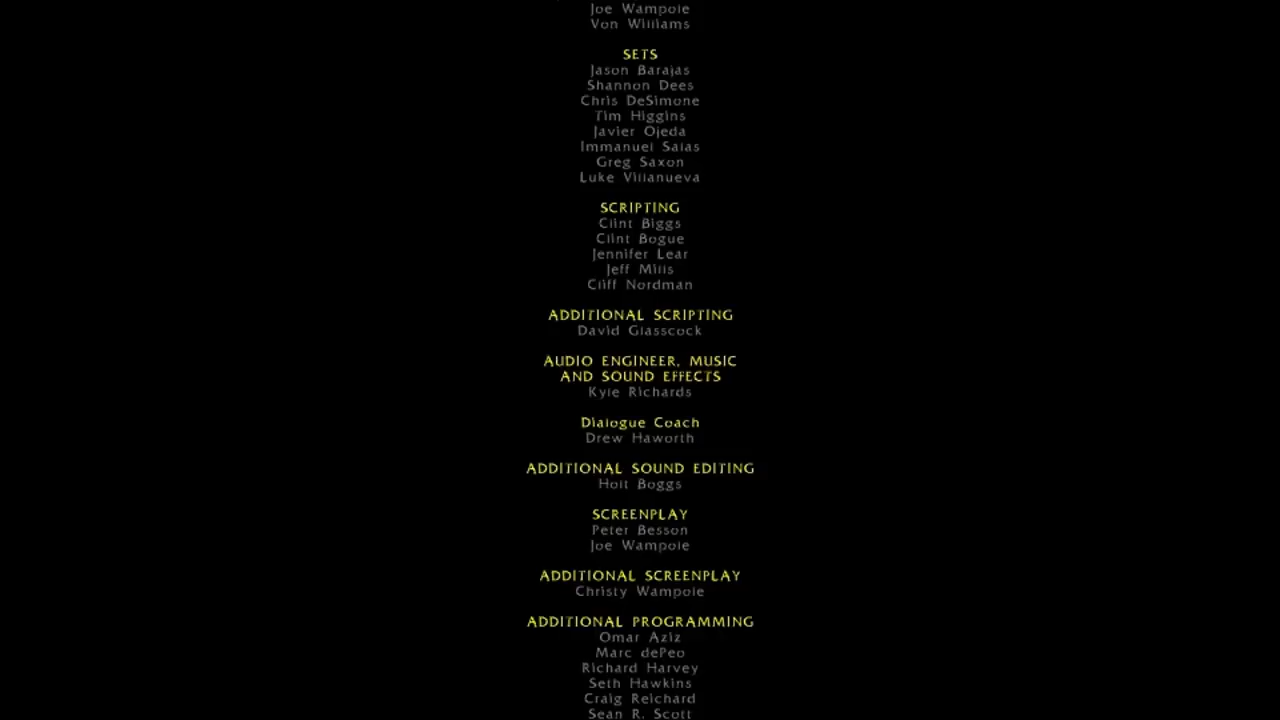 Joe Wampole
Von Williams
SETS
Jason Barajas
Shannon Dees
Chris DeSimone
Tim Higgins
Javier Ojeda
Immanuel Salas
Greg Saxon
Luke Villanueva
SCRIPTING
Clint Biggs
Clint Bogue
Jennifer Lear
Jeff Mills
Cliff Nordman
ADDITIONAL SCRIPTING
David Glasscock
AUDIO ENGINEER, MUSIC
AND SOUND EFFECTS
Kyle Richards
Dialogue Coach
Drew Haworth
ADDITIONAL SOUND EDITING
Holt Boggs
SCREENPLAY
Peter Besson
Joe Wampole
ADDITIONAL SCREENPLAY
Christy Wampole
ADDITIONAL PROGRAMMING
Omar Aziz
Marc dePeo
Richard Harvey
Seth Hawkins
Craig Reichard
Sean R. Scott